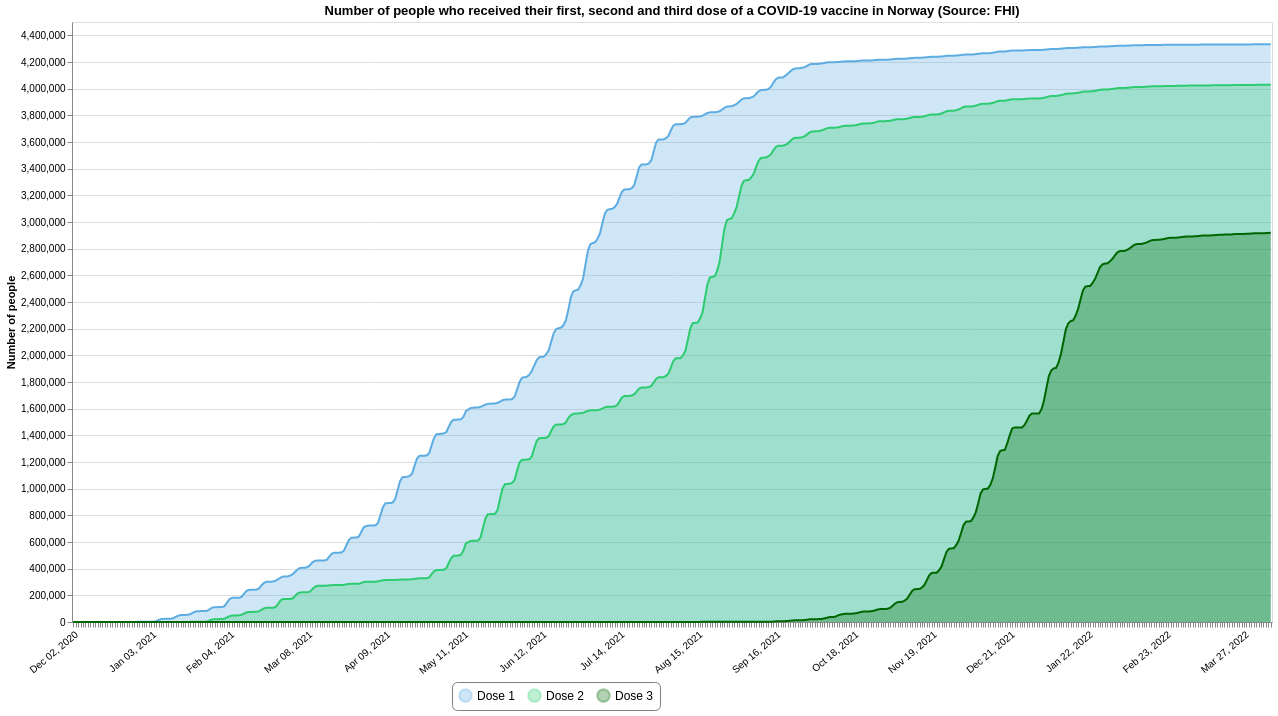 Number of people who received their first, second and third dose of a COVID-19 vaccine in Norway (Source: FHI)
Number of people
4,400,000
4,200,000
4,000,000
3,800,000
3,600,000
3,400,000
3,200,000
3,000,000
2,800,000
2,600,000
2,400,000
2,200,000
2,000,000
1,800,000
1,600,000
1,400,000
1,200,000
1,000,000
800,000
600,000
400,000
200,000
0
Dec 02, 2020
Jan 03, 2021
Feb 04, 2021
Mar 08, 2021
Apr 09, 2021
May 11, 2021
Jun 12, 2021
Jul 14, 2021
Aug 15, 2021
Sep 16, 2021
Oct 18, 2021
Nov 19, 2021
Dec 21, 2021
Jan 22, 2022
Feb 23, 2022
Mar 27, 2022
Dose 1
Dose 2
Dose 3